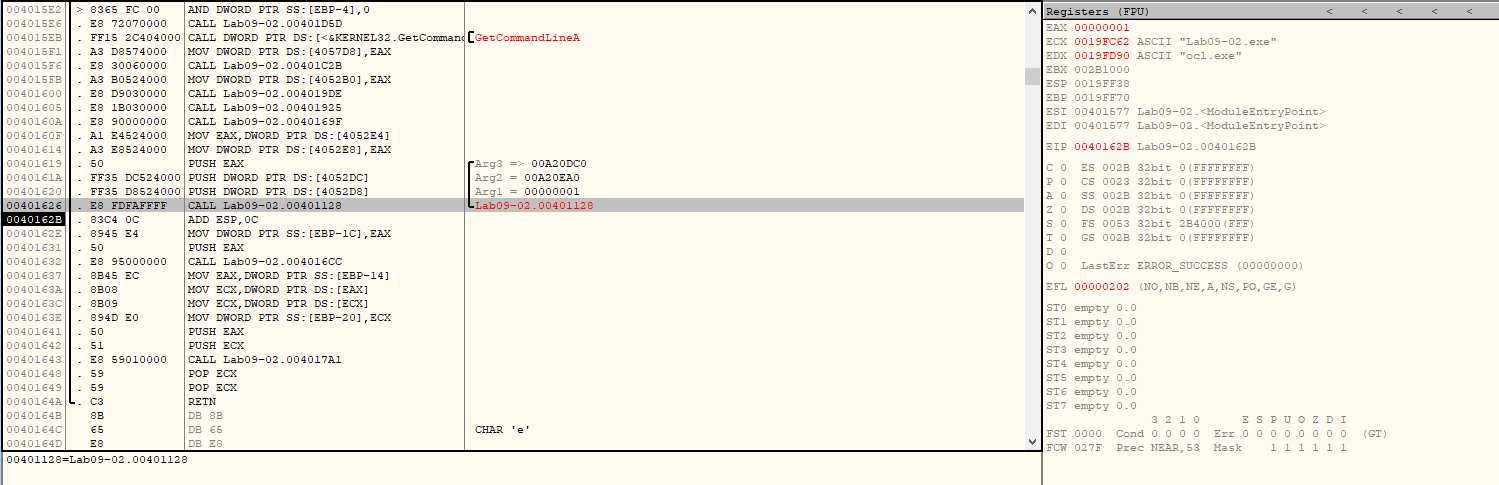 004015E2 > 8365 FC 00 AND DWORD PTR SS:[EBP-4],0
004015E6 . E8 72070000 CALL Lab09-02.00401D5D
004015EB . FF15 2C404000 CALL DWORD PTR DS:[<&KERNEL32.GetComman GetCommandLineA
004015F1 . A3 D8574000 MOV DWORD PTR DS:[4057D8],EAX
004015F6 . E8 30060000 CALL Lab09-02.00401C2B
004015FB . A3 B0524000 MOV DWORD PTR DS:[4052B0],EAX
00401600 . E8 D9030000 CALL Lab09-02.004019DE
00401605 . E8 1B030000 CALL Lab09-02.00401925
0040160A . E8 90000000 CALL Lab09-02.0040169F
0040160F . A1 E4524000 MOV EAX,DWORD PTR DS:[4052E4]
00401614 . A3 E8524000 MOV DWORD PTR DS:[4052E8],EAX
00401619 . 50 PUSH EAX Arg3 => 00A20DC0
0040161A . FF35 DC524000 PUSH DWORD PTR DS:[4052DC] Arg2 = 00A20EA0
00401620 . FF35 D8524000 PUSH DWORD PTR DS:[4052D8] Arg1 = 00000001
00401626 . E8 FDFAFFFF CALL Lab09-02.00401128 Lab09-02.00401128
0040162B . 83C4 0C ADD ESP,0C
0040162E . 8945 E4 MOV DWORD PTR SS:[EBP-1C],EAX
00401631 . 50 PUSH EAX
00401632 . E8 95000000 CALL Lab09-02.004016CC
00401637 . 8B45 EC MOV EAX,DWORD PTR SS:[EBP-14]
0040163A . 8B08 MOV ECX,DWORD PTR DS:[EAX]
0040163C . 8B09 MOV ECX,DWORD PTR DS:[ECX]
0040163E . 894D E0 MOV DWORD PTR SS:[EBP-20],ECX
00401641 . 50 PUSH EAX
00401642 . 51 PUSH ECX
00401643 . E8 59010000 CALL Lab09-02.004017A1
00401648 . 59 POP ECX
00401649 . 59 POP ECX
0040164A . C3 RETN
0040164B 8B DB 8B
0040164C 65 DB 65 CHAR 'e'
0040164D E8 DB E8
00401128=Lab09-02.00401128
Registers (FPU) < < < < <
EAX 00000001
ECX 0019FC62 ASCII "Lab09-02.exe"
EDX 0019FD90 ASCII "ocl.exe"
EBX 002B1000
ESP 0019FF38
EBP 0019FF70
ESI 00401577 Lab09-02.<ModuleEntryPoint>
EDI 00401577 Lab09-02.<ModuleEntryPoint>
EIP 0040162B Lab09-02.0040162B
C 0 ES 002B 32bit 0(FFFFFFFF)
P 0 CS 0023 32bit 0(FFFFFFFF)
A 0 SS 002B 32bit 0(FFFFFFFF)
Z 0 DS 002B 32bit 0(FFFFFFFF)
S 0 FS 0053 32bit 2B4000(FFF)
T 0 GS 002B 32bit 0(FFFFFFFF)
D 0
O 0 LastErr ERROR_SUCCESS (00000000)
EFL 00000202 (NO,NB,NE,A,NS,PO,GE,G)
ST0 empty 0.0
ST1 empty 0.0
ST2 empty 0.0
ST3 empty 0.0
ST4 empty 0.0
ST5 empty 0.0
ST6 empty 0.0
ST7 empty 0.0
3 2 1 0 E S P U O Z D I
FST 0000 Cond 0 0 0 0 Err 0 0 0 0 0 0 0 0 (GT)
FCW 027F Prec NEAR,53 Mask 1 1 1 1 1 1